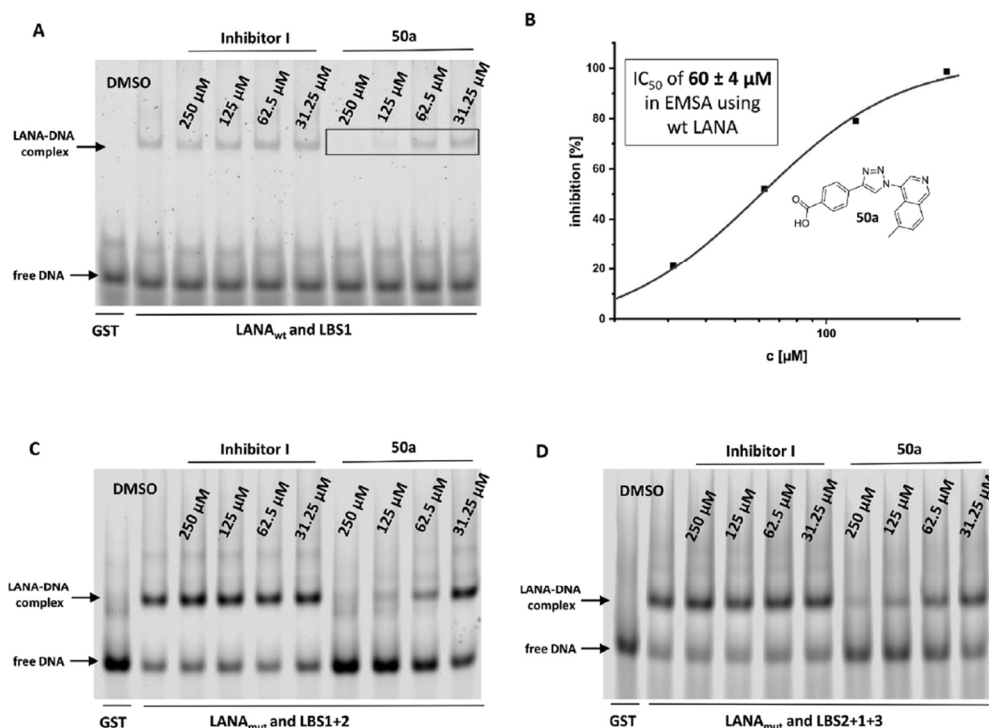 A
Inhibitor I
50a
DMSO
250 µM
125 µM
62.5 µM
31.25 µM
250 µM
125 µM
62.5 µM
31.25 µM
LANA-DNA
complex
free DNA
GST
LANAwt and LBS1
B
100
80
60
40
20
0
inhibition [%]
IC50 of 60 ± 4 µM
in EMSA using
wt LANA
O
HO
N
N
N
N
50a
100
c [µM]
C
Inhibitor I
50a
DMSO
250 µM
125 µM
62.5 µM
31.25 µM
250 µM
125 µM
62.5 µM
31.25 µM
LANA-DNA
complex
free DNA
GST
LANAmut and LBS1+2
D
Inhibitor I
50a
DMSO
250 µM
125 µM
62.5 µM
31.25 µM
250 µM
125 µM
62.5 µM
31.25 µM
LANA-DNA
complex
free DNA
GST
LANAmut and LBS2+1+3